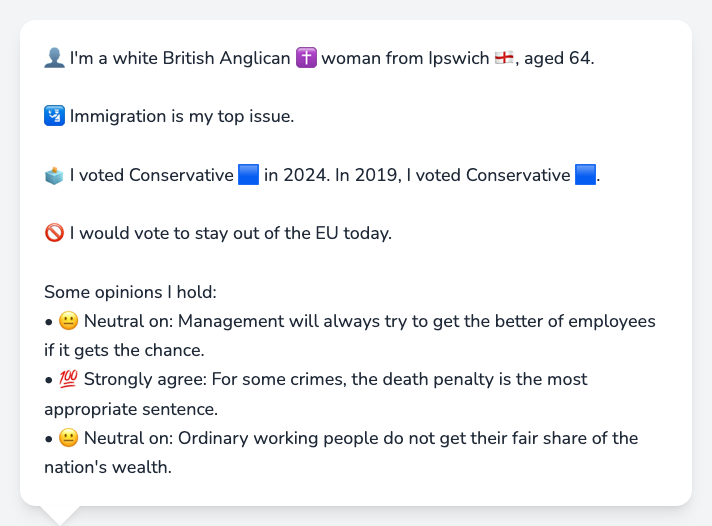 👤 I'm a white British Anglican ✝️ woman from Ipswich 🏴󠁧󠁢󠁥󠁮󠁧󠁿, aged 64.
🛂 Immigration is my top issue.
🗳️ I voted Conservative 🟦 in 2024. In 2019, I voted Conservative 🟦.
🚫 I would vote to stay out of the EU today.
Some opinions I hold:
• 😐 Neutral on: Management will always try to get the better of employees
if it gets the chance.
• 💯 Strongly agree: For some crimes, the death penalty is the most
appropriate sentence.
• 😐 Neutral on: Ordinary working people do not get their fair share of the
nation's wealth.